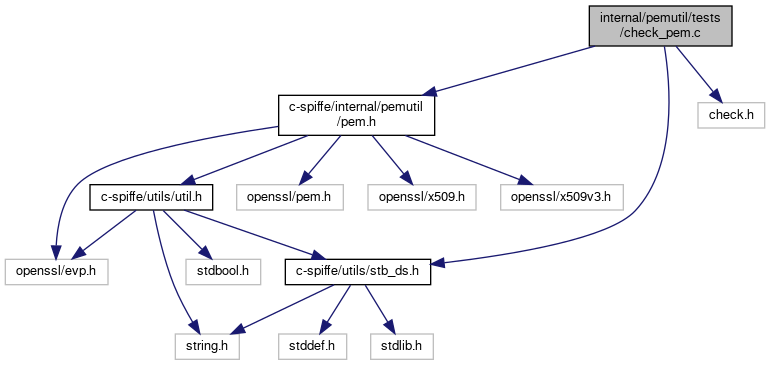 internal/pemutil/tests
/check_pem.c
c-spiffe/internal/pemutil
/pem.h
check.h
c-spiffe/utils/util.h
openssl/pem.h
openssl/x509.h
openssl/x509v3.h
openssl/evp.h
stdbool.h
c-spiffe/utils/stb_ds.h
string.h
stddef.h
stdlib.h